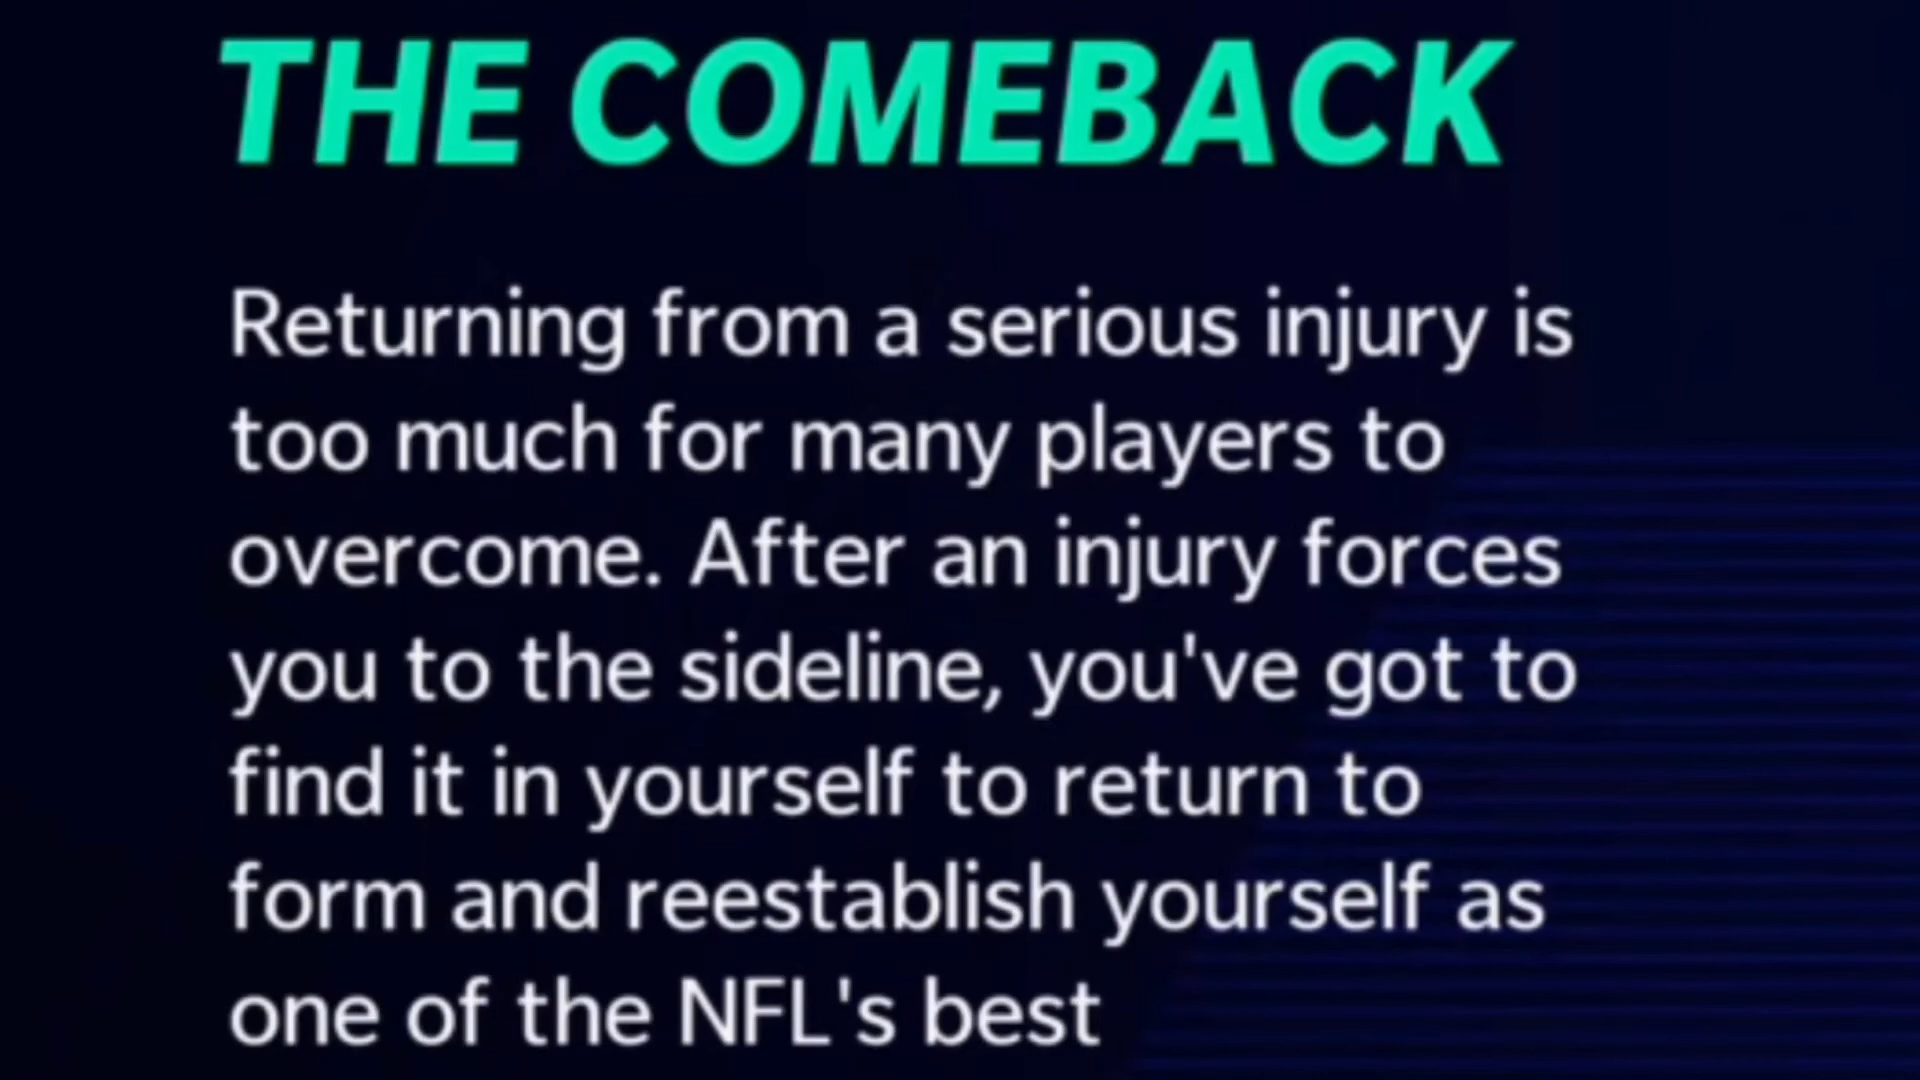 THE COMEBACK
Returning from a serious injury is
too much for many players to
overcome. After an injury forces
you to the sideline, you've got to
find it in yourself to return to
form and reestablish yourself as
one of the NFL's best